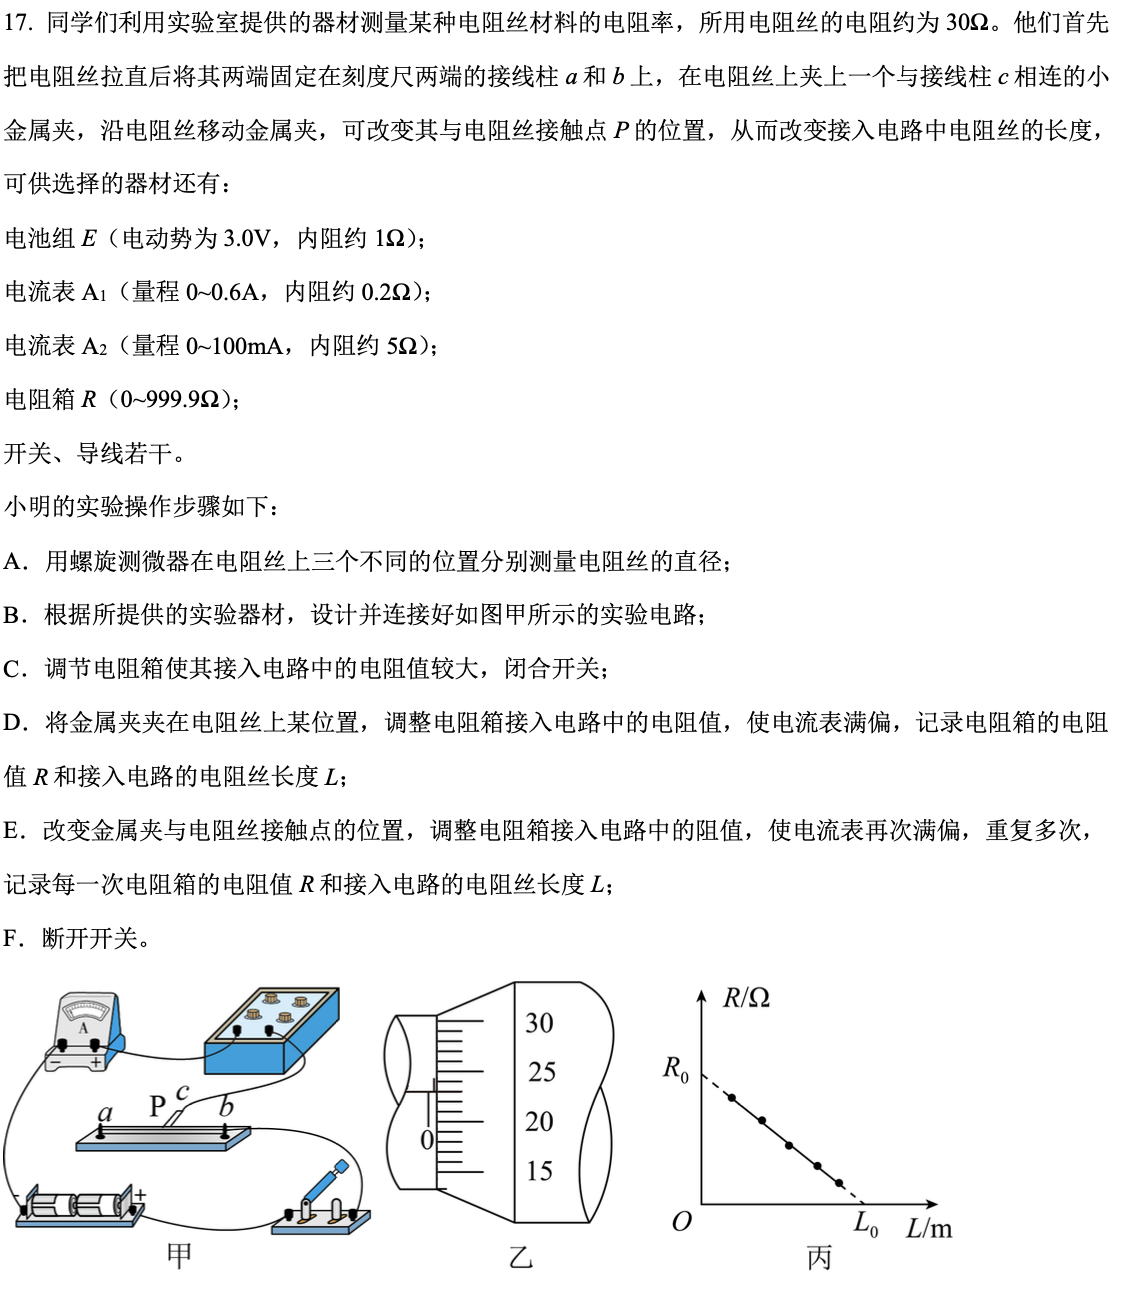 17. 同学们利用实验室提供的器材测量某种电阻丝材料的电阻率，所用电阻丝的电阻约为 30Ω。他们首先
把电阻丝拉直后将其两端固定在刻度尺两端的接线柱 a 和 b 上，在电阻丝上夹上一个与接线柱 c 相连的小
金属夹，沿电阻丝移动金属夹，可改变其与电阻丝接触点 P 的位置，从而改变接入电路中电阻丝的长度，
可供选择的器材还有：
电池组 E（电动势为 3.0V，内阻约 1Ω）；
电流表 A₁（量程 0~0.6A，内阻约 0.2Ω）；
电流表 A₂（量程 0~100mA，内阻约 5Ω）；
电阻箱 R（0~999.9Ω）；
开关、导线若干。
小明的实验操作步骤如下：
A．用螺旋测微器在电阻丝上三个不同的位置分别测量电阻丝的直径；
B．根据所提供的实验器材，设计并连接好如图甲所示的实验电路；
C．调节电阻箱使其接入电路中的电阻值较大，闭合开关；
D．将金属夹夹在电阻丝上某位置，调整电阻箱接入电路中的电阻值，使电流表满偏，记录电阻箱的电阻
值 R 和接入电路的电阻丝长度 L；
E．改变金属夹与电阻丝接触点的位置，调整电阻箱接入电路中的阻值，使电流表再次满偏，重复多次，
记录每一次电阻箱的电阻值 R 和接入电路的电阻丝长度 L；
F．断开开关。
A
- +
a P c b
- +
甲
30
25
20
15
0
乙
R/Ω
R₀
O L₀ L/m
丙